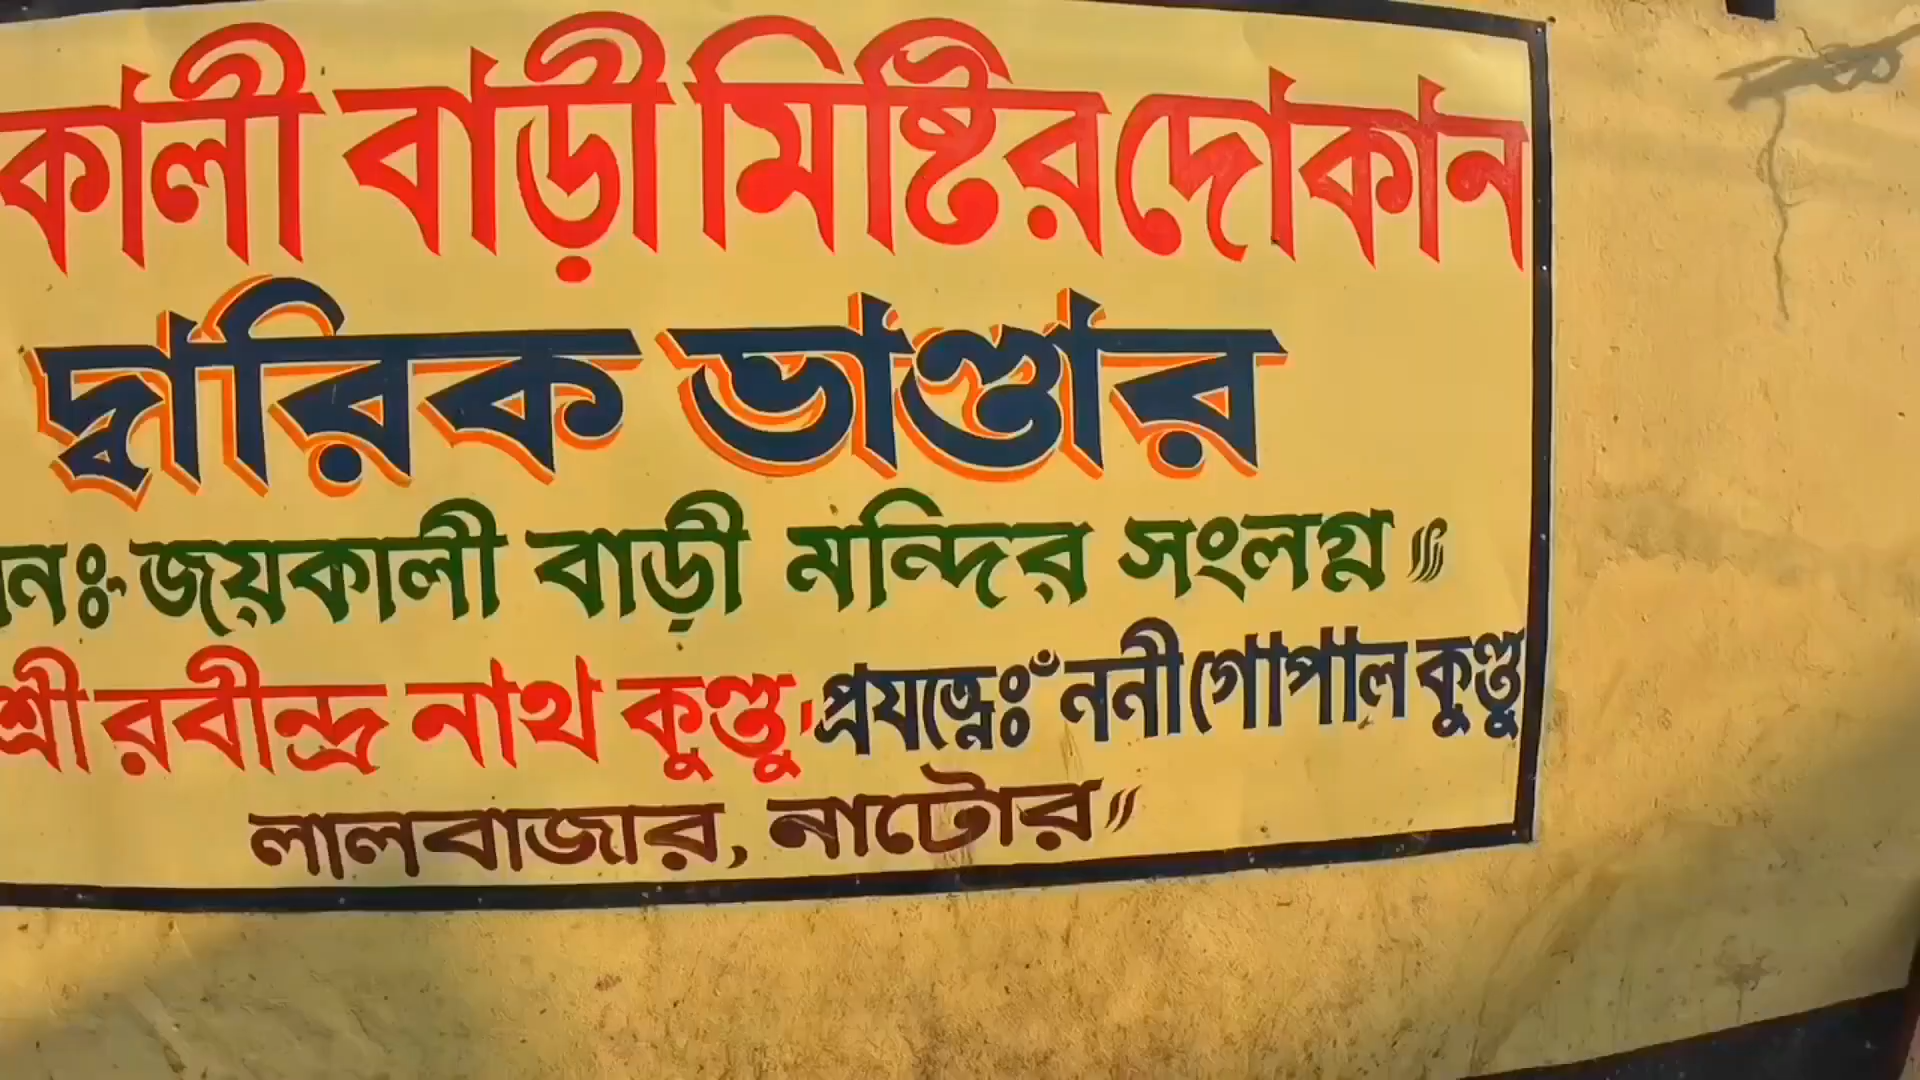 কালী বাড়ী মিষ্টির দোকান
দ্বারিক ভাণ্ডার
নঃ- জয়কালী বাড়ী মন্দির সংলগ্ন॥
শ্রী রবীন্দ্র নাথ কুণ্ডু, প্রযত্নেঃ ঁননী গোপাল কুণ্ডু
লালবাজার, নাটোর॥